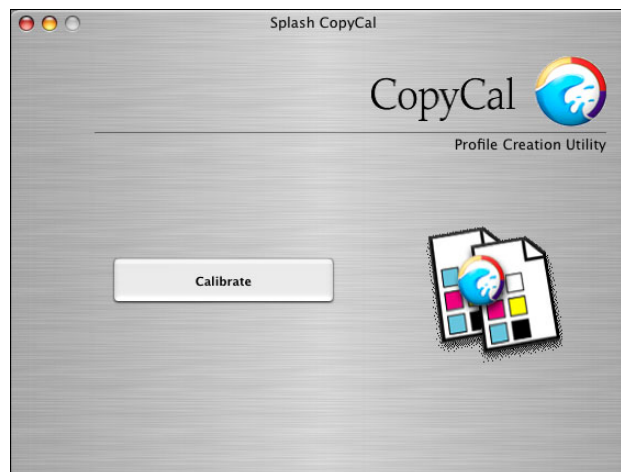 Splash CopyCal
CopyCal
Profile Creation Utility
Calibrate